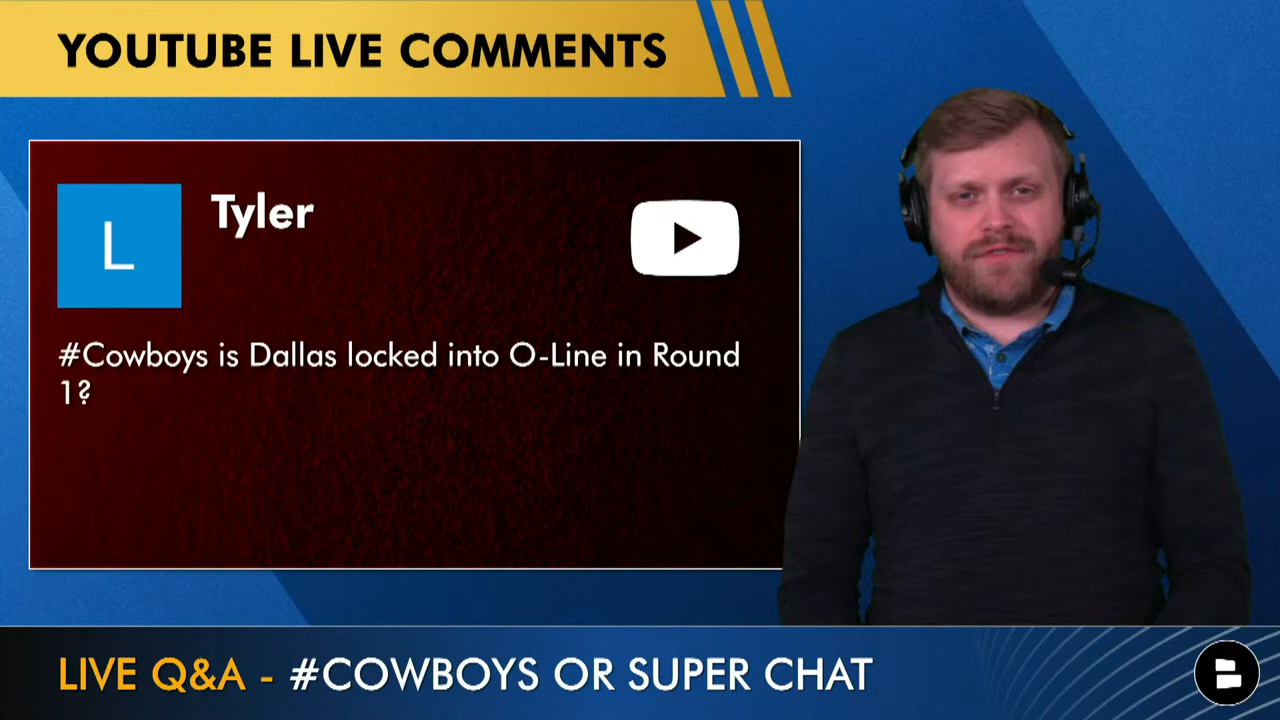 YOUTUBE LIVE COMMENTS
L
Tyler
#Cowboys is Dallas locked into O-Line in Round
1?
LIVE Q&A - #COWBOYS OR SUPER CHAT